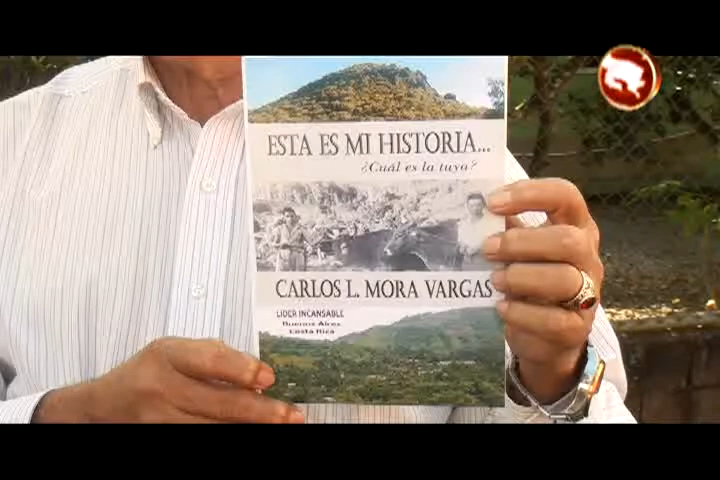 ESTA ES MI HISTORIA...
¿Cuál es la tuya?
CARLOS L. MORA VARGAS
LIDER INCANSABLE
Buenos Aires
Costa Rica